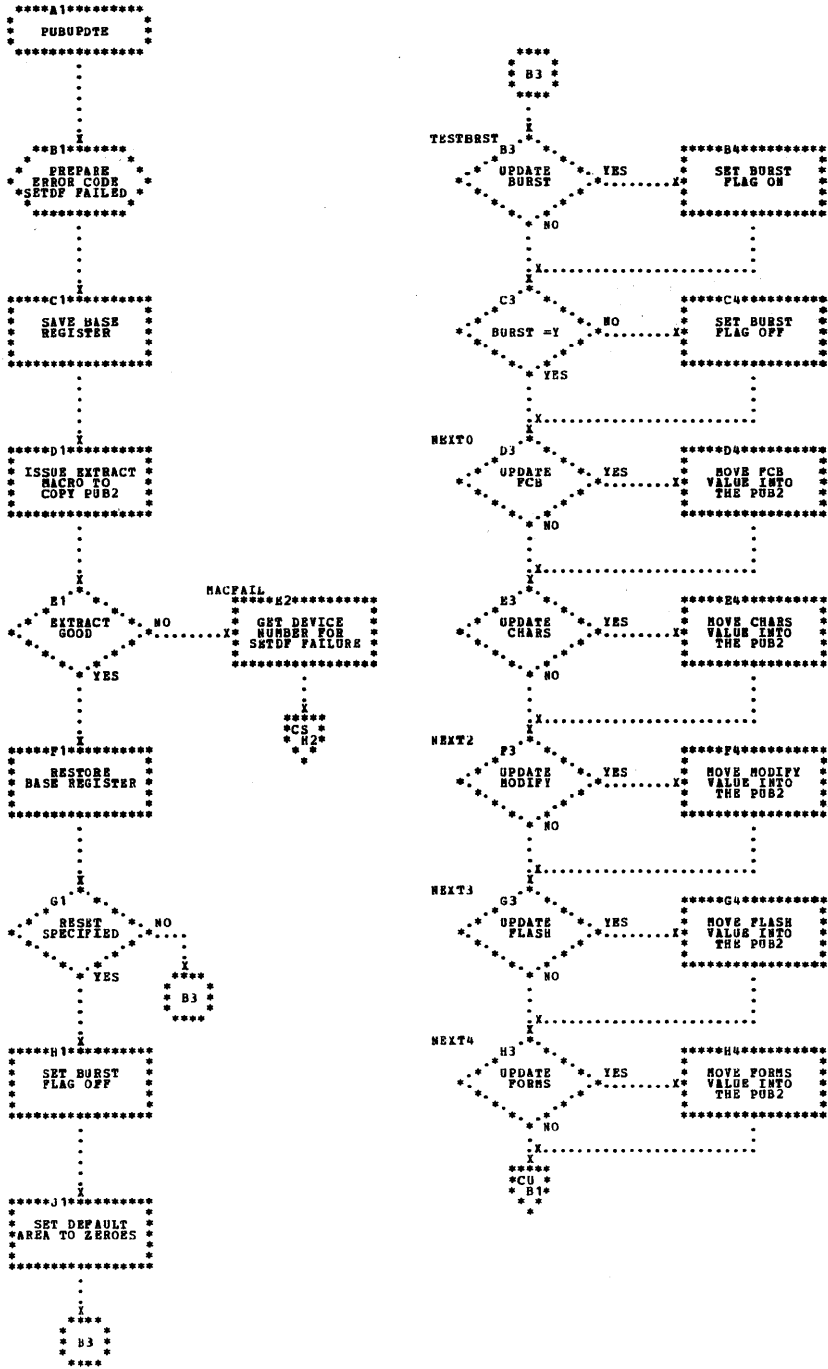 A1
PUBUPDTE
B1
PREPARE
ERROR CODE
SETDF FAILED
C1
SAVE BASE
REGISTER
D1
ISSUE EXTRACT
MACRO TO
COPY PUB2
E1
EXTRACT
GOOD
NO
YES
MACFAIL
E2
GET DEVICE
NUMBER FOR
SETDF FAILURE
CS
H2
F1
RESTORE
BASE REGISTER
G1
RESET
SPECIFIED
NO
YES
B3
H1
SET BURST
FLAG OFF
J1
SET DEFAULT
AREA TO ZEROES
B3
B3
TESTBRST
B3
UPDATE
BURST
YES
NO
B4
SET BURST
FLAG ON
C3
BURST =Y
NO
YES
C4
SET BURST
FLAG OFF
NEXT0
D3
UPDATE
FCB
YES
NO
D4
MOVE FCB
VALUE INTO
THE PUB2
E3
UPDATE
CHARS
YES
NO
E4
MOVE CHARS
VALUE INTO
THE PUB2
NEXT2
F3
UPDATE
MODIFY
YES
NO
F4
MOVE MODIFY
VALUE INTO
THE PUB2
NEXT3
G3
UPDATE
FLASH
YES
NO
G4
MOVE FLASH
VALUE INTO
THE PUB2
NEXT4
H3
UPDATE
FORMS
YES
NO
H4
MOVE FORMS
VALUE INTO
THE PUB2
CU
B1